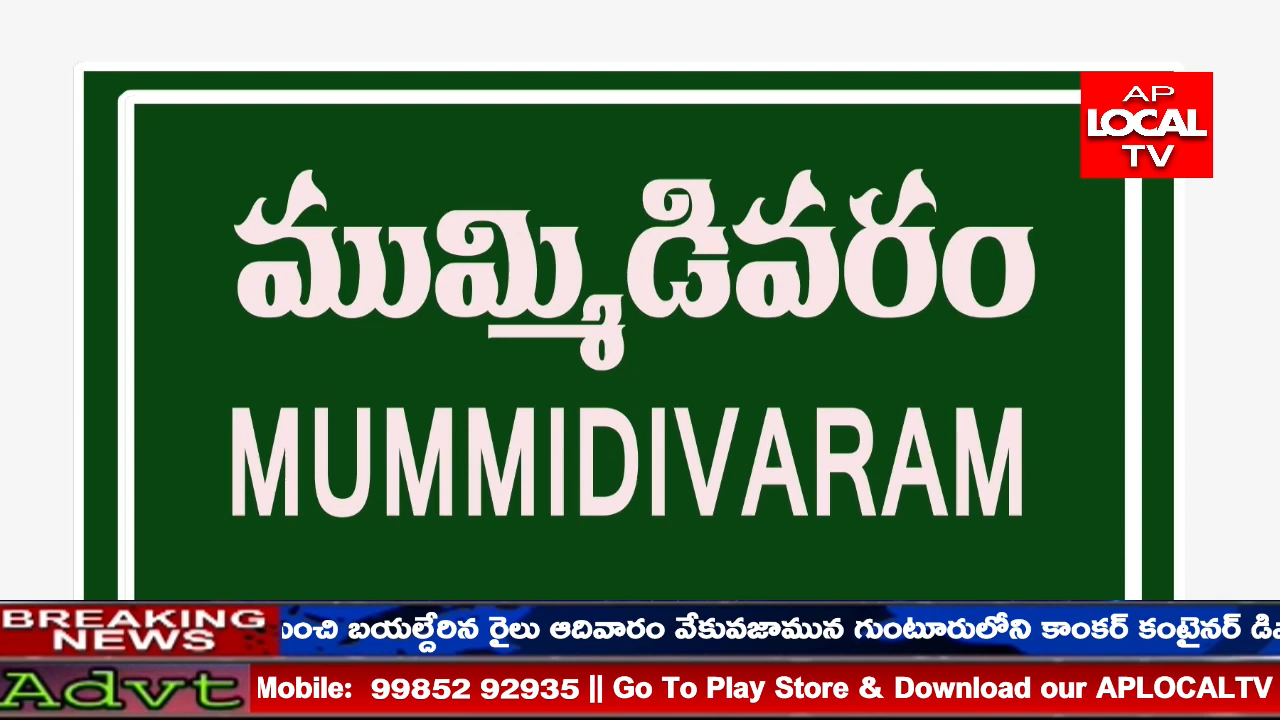 AP
LOCAL
TV
ముమ్మిడివరం
MUMMIDIVARAM
BREAKING
NEWS
బయల్దేరిన రైలు ఆదివారం వేకువజామున గుంటూరులోని కాంకర్ కంటైనర్
Advt
Mobile: 99852 92935 || Go To Play Store & Download our APLOCALTV